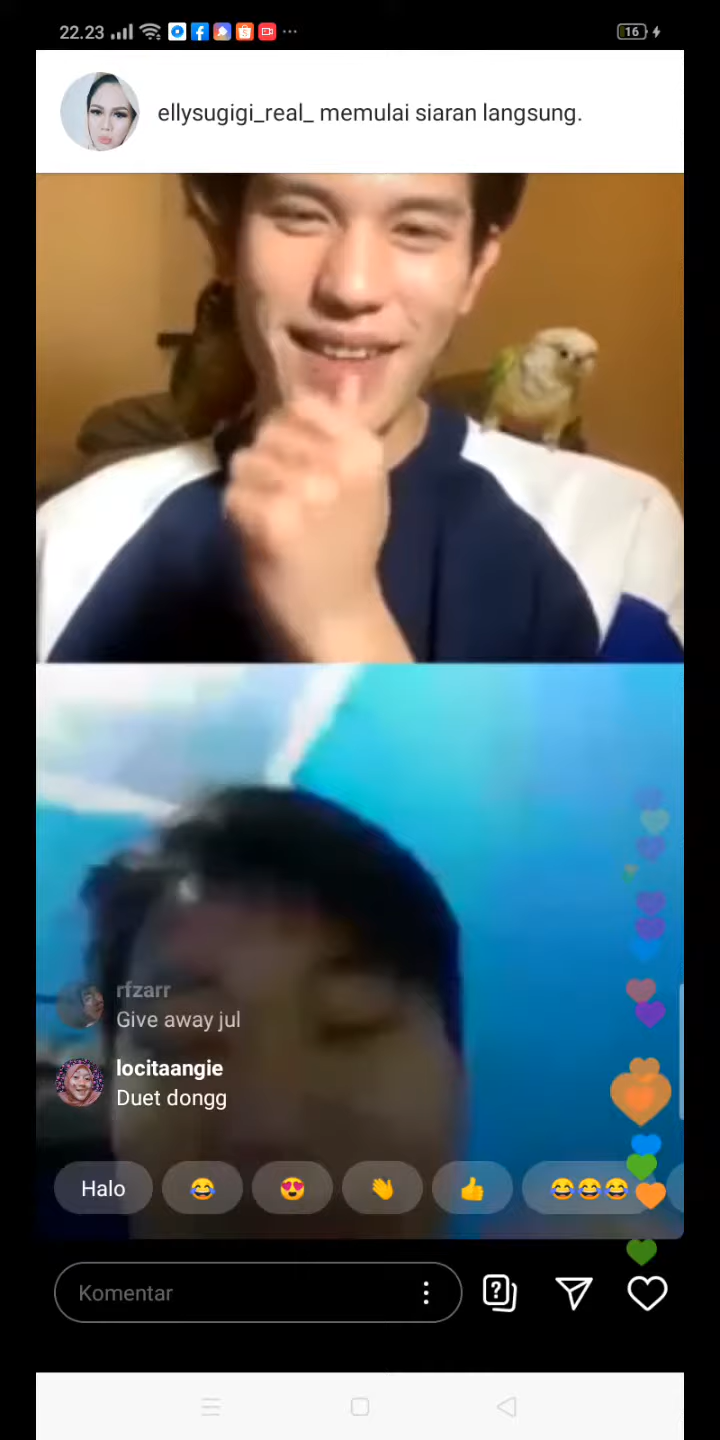 22.23
16
ellysugigi_real_ memulai siaran langsung.
rfzarr
Give away jul
locitaangie
Duet dongg
Halo
Komentar